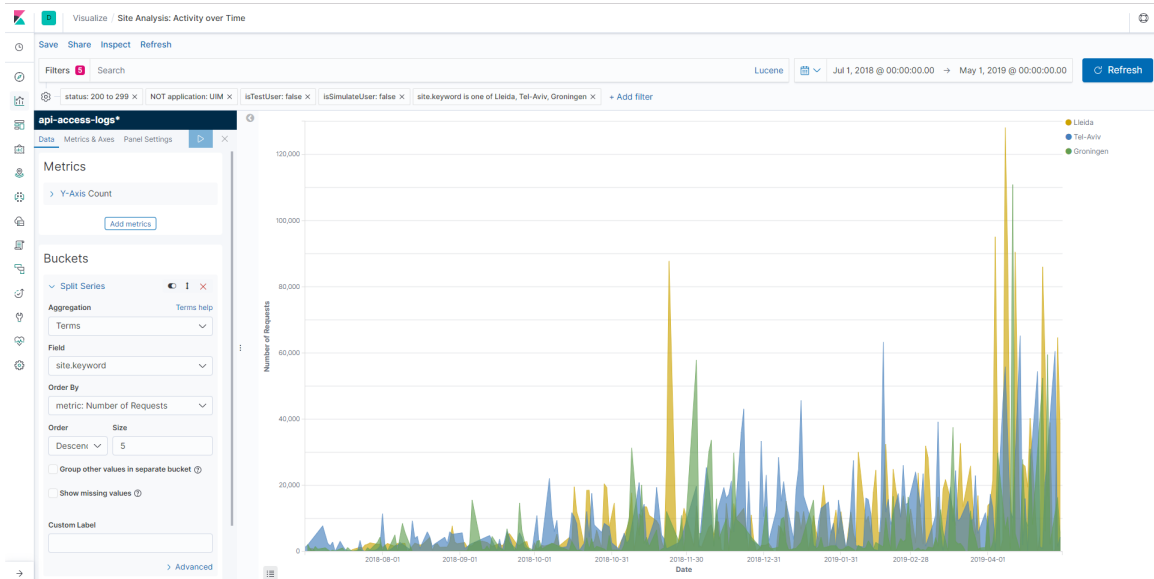 D Visualize / Site Analysis: Activity over Time
Save Share Inspect Refresh
Filters 5 Search Lucene Jul 1, 2018 @ 00:00:00.00 → May 1, 2019 @ 00:00:00.00 Refresh
status: 200 to 299 × NOT application: UIM × isTestUser: false × isSimulateUser: false × site.keyword is one of Lleida, Tel-Aviv, Groningen × + Add filter
api-access-logs*
Data Metrics & Axes Panel Settings
Metrics
Y-Axis Count
Add metrics
Buckets
Split Series
Aggregation Terms help
Terms
Field
site.keyword
Order By
metric: Number of Requests
Order Size
Descen 5
Group other values in separate bucket
Show missing values
Custom Label
Advanced
Number of Requests
120,000
100,000
80,000
60,000
40,000
20,000
0
2018-08-01 2018-09-01 2018-10-01 2018-10-31 2018-11-30 2018-12-31 2019-01-31 2019-02-28 2019-04-01
Date
Lleida
Tel-Aviv
Groningen